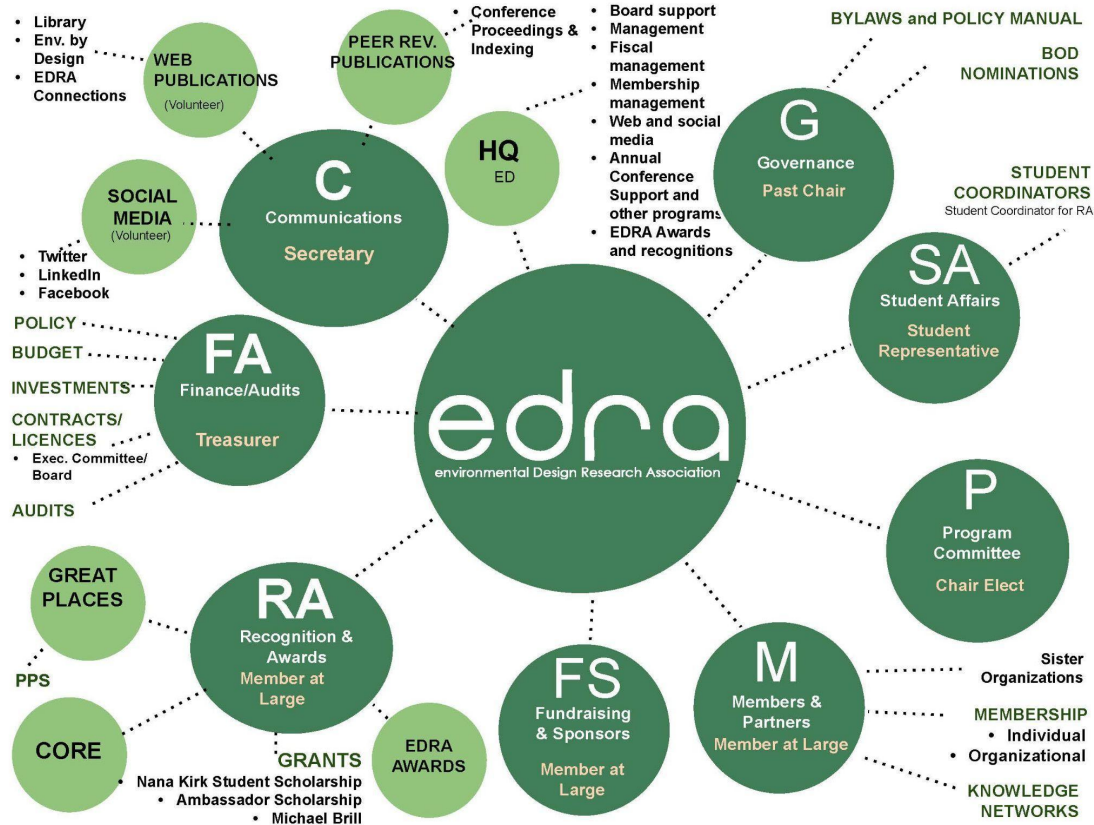 • Library
• Env. by
Design
• EDRA
Connections
WEB
PUBLICATIONS
(Volunteer)
PEER REV.
PUBLICATIONS
• Conference
Proceedings &
Indexing
• Board support
• Management
• Fiscal
management
• Membership
management
• Web and social
media
• Annual
Conference
Support and
other programs
• EDRA Awards
and recognitions
BYLAWS and POLICY MANUAL
BOD
NOMINATIONS
G
Governance
Past Chair
HQ
ED
C
Communications
Secretary
SOCIAL
MEDIA
(Volunteer)
• Twitter
• LinkedIn
• Facebook
STUDENT
COORDINATORS
Student Coordinator for RA
SA
Student Affairs
Student
Representative
POLICY
BUDGET
INVESTMENTS
CONTRACTS/
LICENCES
• Exec. Committee/
Board
AUDITS
FA
Finance/Audits
Treasurer
edra
environmental Design Research Association
P
Program
Committee
Chair Elect
GREAT
PLACES
PPS
CORE
RA
Recognition &
Awards
Member at
Large
GRANTS
• Nana Kirk Student Scholarship
• Ambassador Scholarship
• Michael Brill
EDRA
AWARDS
FS
Fundraising
& Sponsors
Member at
Large
M
Members &
Partners
Member at Large
Sister
Organizations
MEMBERSHIP
• Individual
• Organizational
KNOWLEDGE
NETWORKS